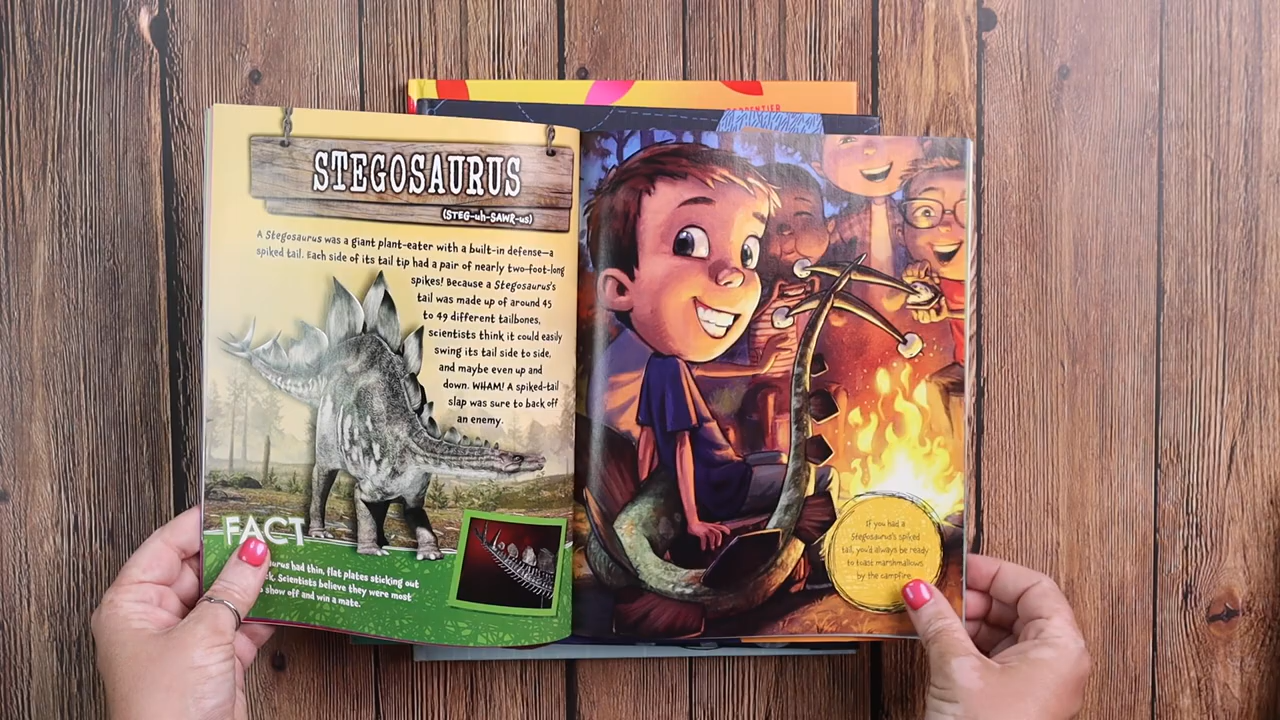 CARPENTIER
STEGOSAURUS
(STEG-uh-SAWR-us)
A Stegosaurus was a giant plant-eater with a built-in defense—a
spiked tail. Each side of its tail tip had a pair of nearly two-foot-long
spikes! Because a Stegosaurus's
tail was made up of around 45
to 49 different tailbones,
scientists think it could easily
swing its tail side to side,
and maybe even up and
down. WHAM! A spiked-tail
slap was sure to back off
an enemy.
FACT
had thin, flat plates sticking out
Scientists believe they were most
show off and win a mate.
If you had a
Stegosaurus's spiked
tail, you'd always be ready
to toast marshmallows
by the campfire.